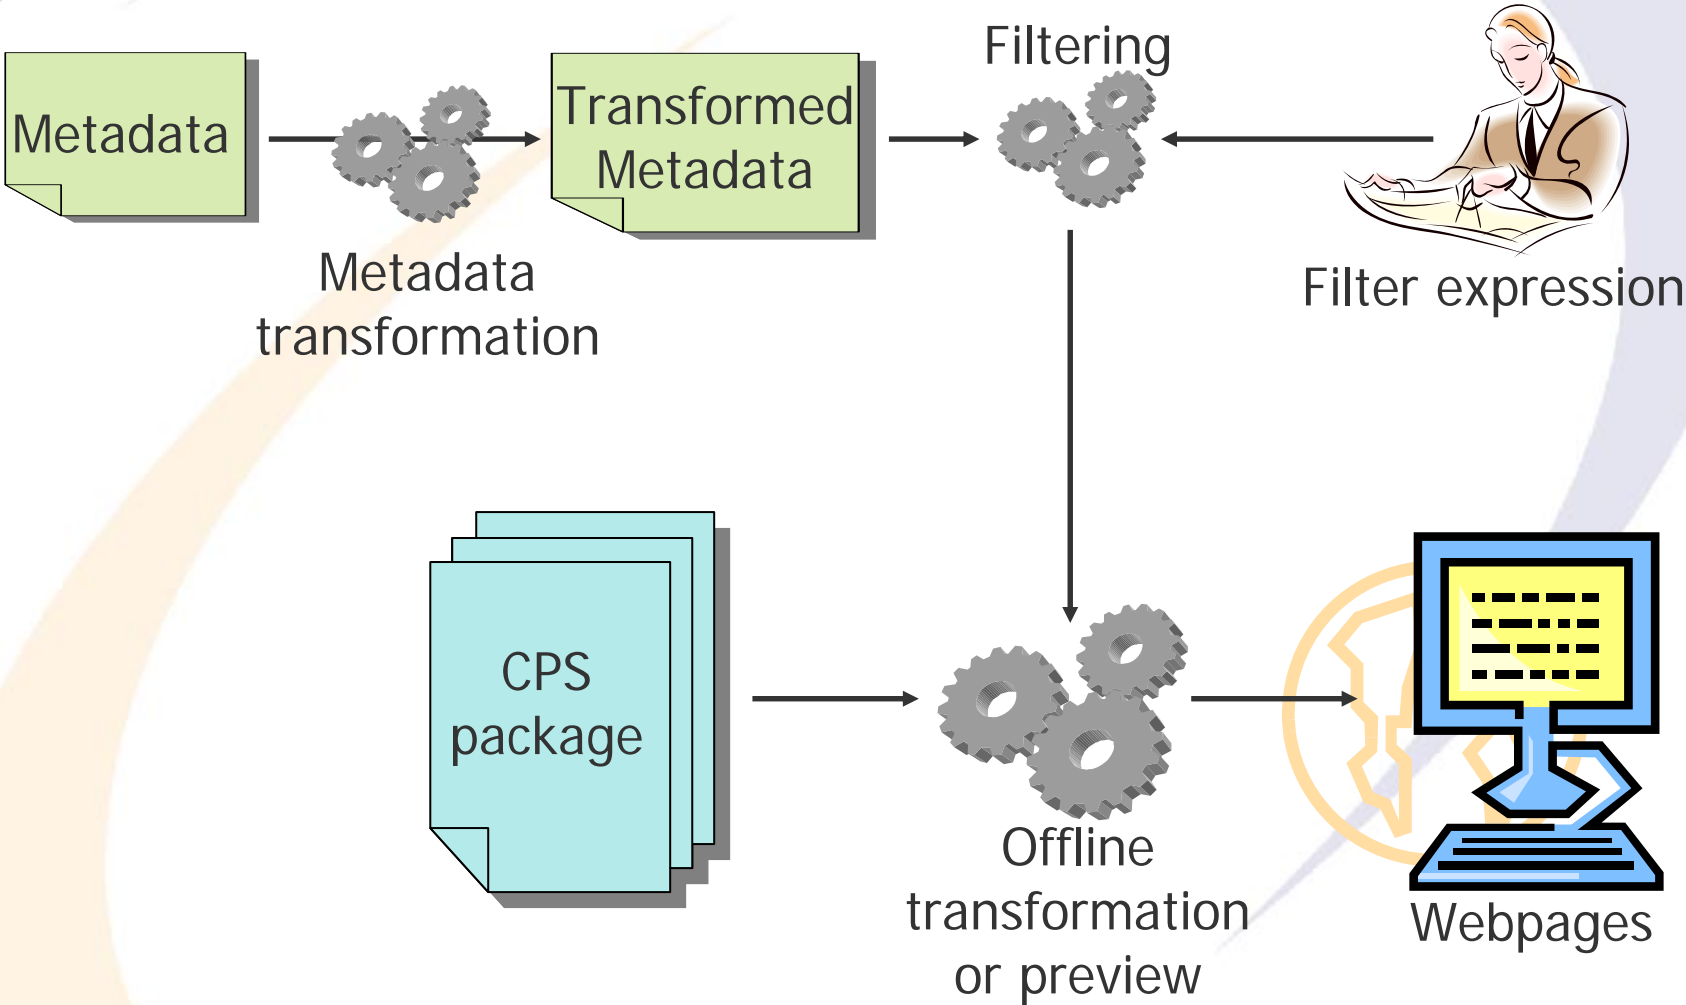 Metadata
Metadata
transformation
Transformed
Metadata
Filtering
Filter expression
CPS
package
Offline
transformation
or preview
Webpages